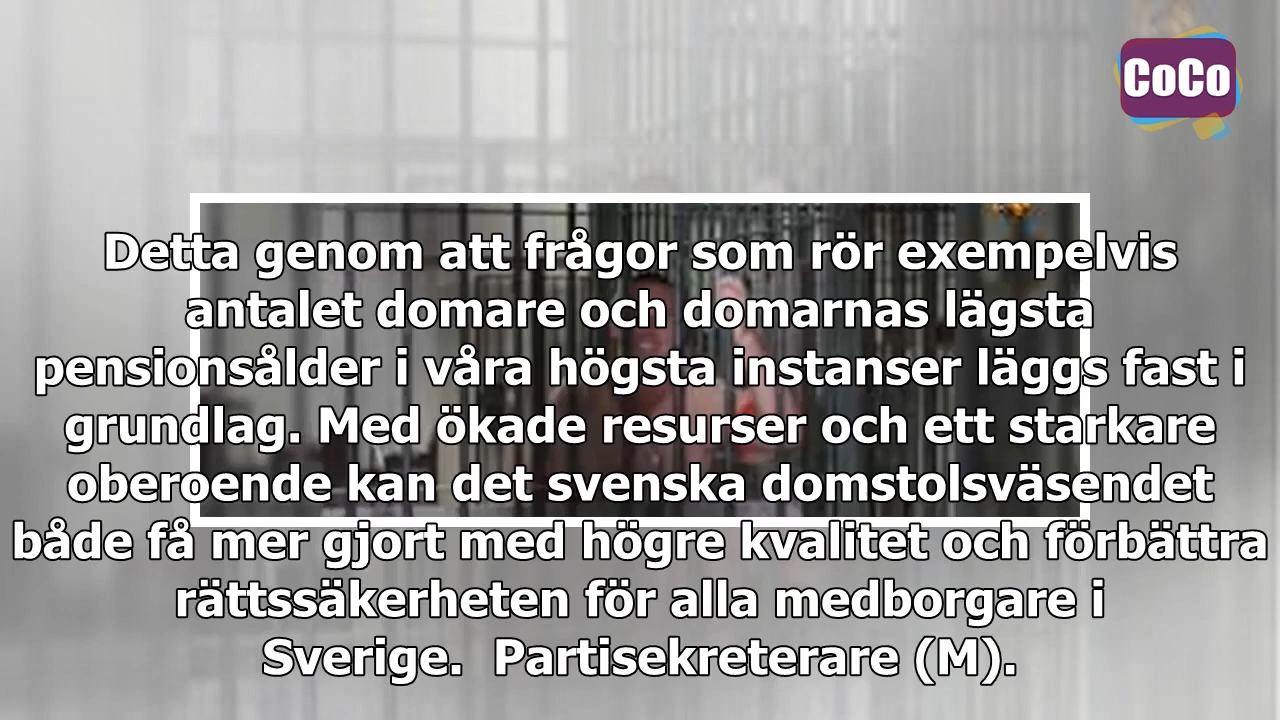 CoCo
Detta genom att frågor som rör exempelvis
antalet domare och domarnas lägsta
pensionsålder i våra högsta instanser läggs fast i
grundlag. Med ökade resurser och ett starkare
oberoende kan det svenska domstolsväsendet
både få mer gjort med högre kvalitet och förbättra
rättssäkerheten för alla medborgare i
Sverige.  Partisekreterare (M).